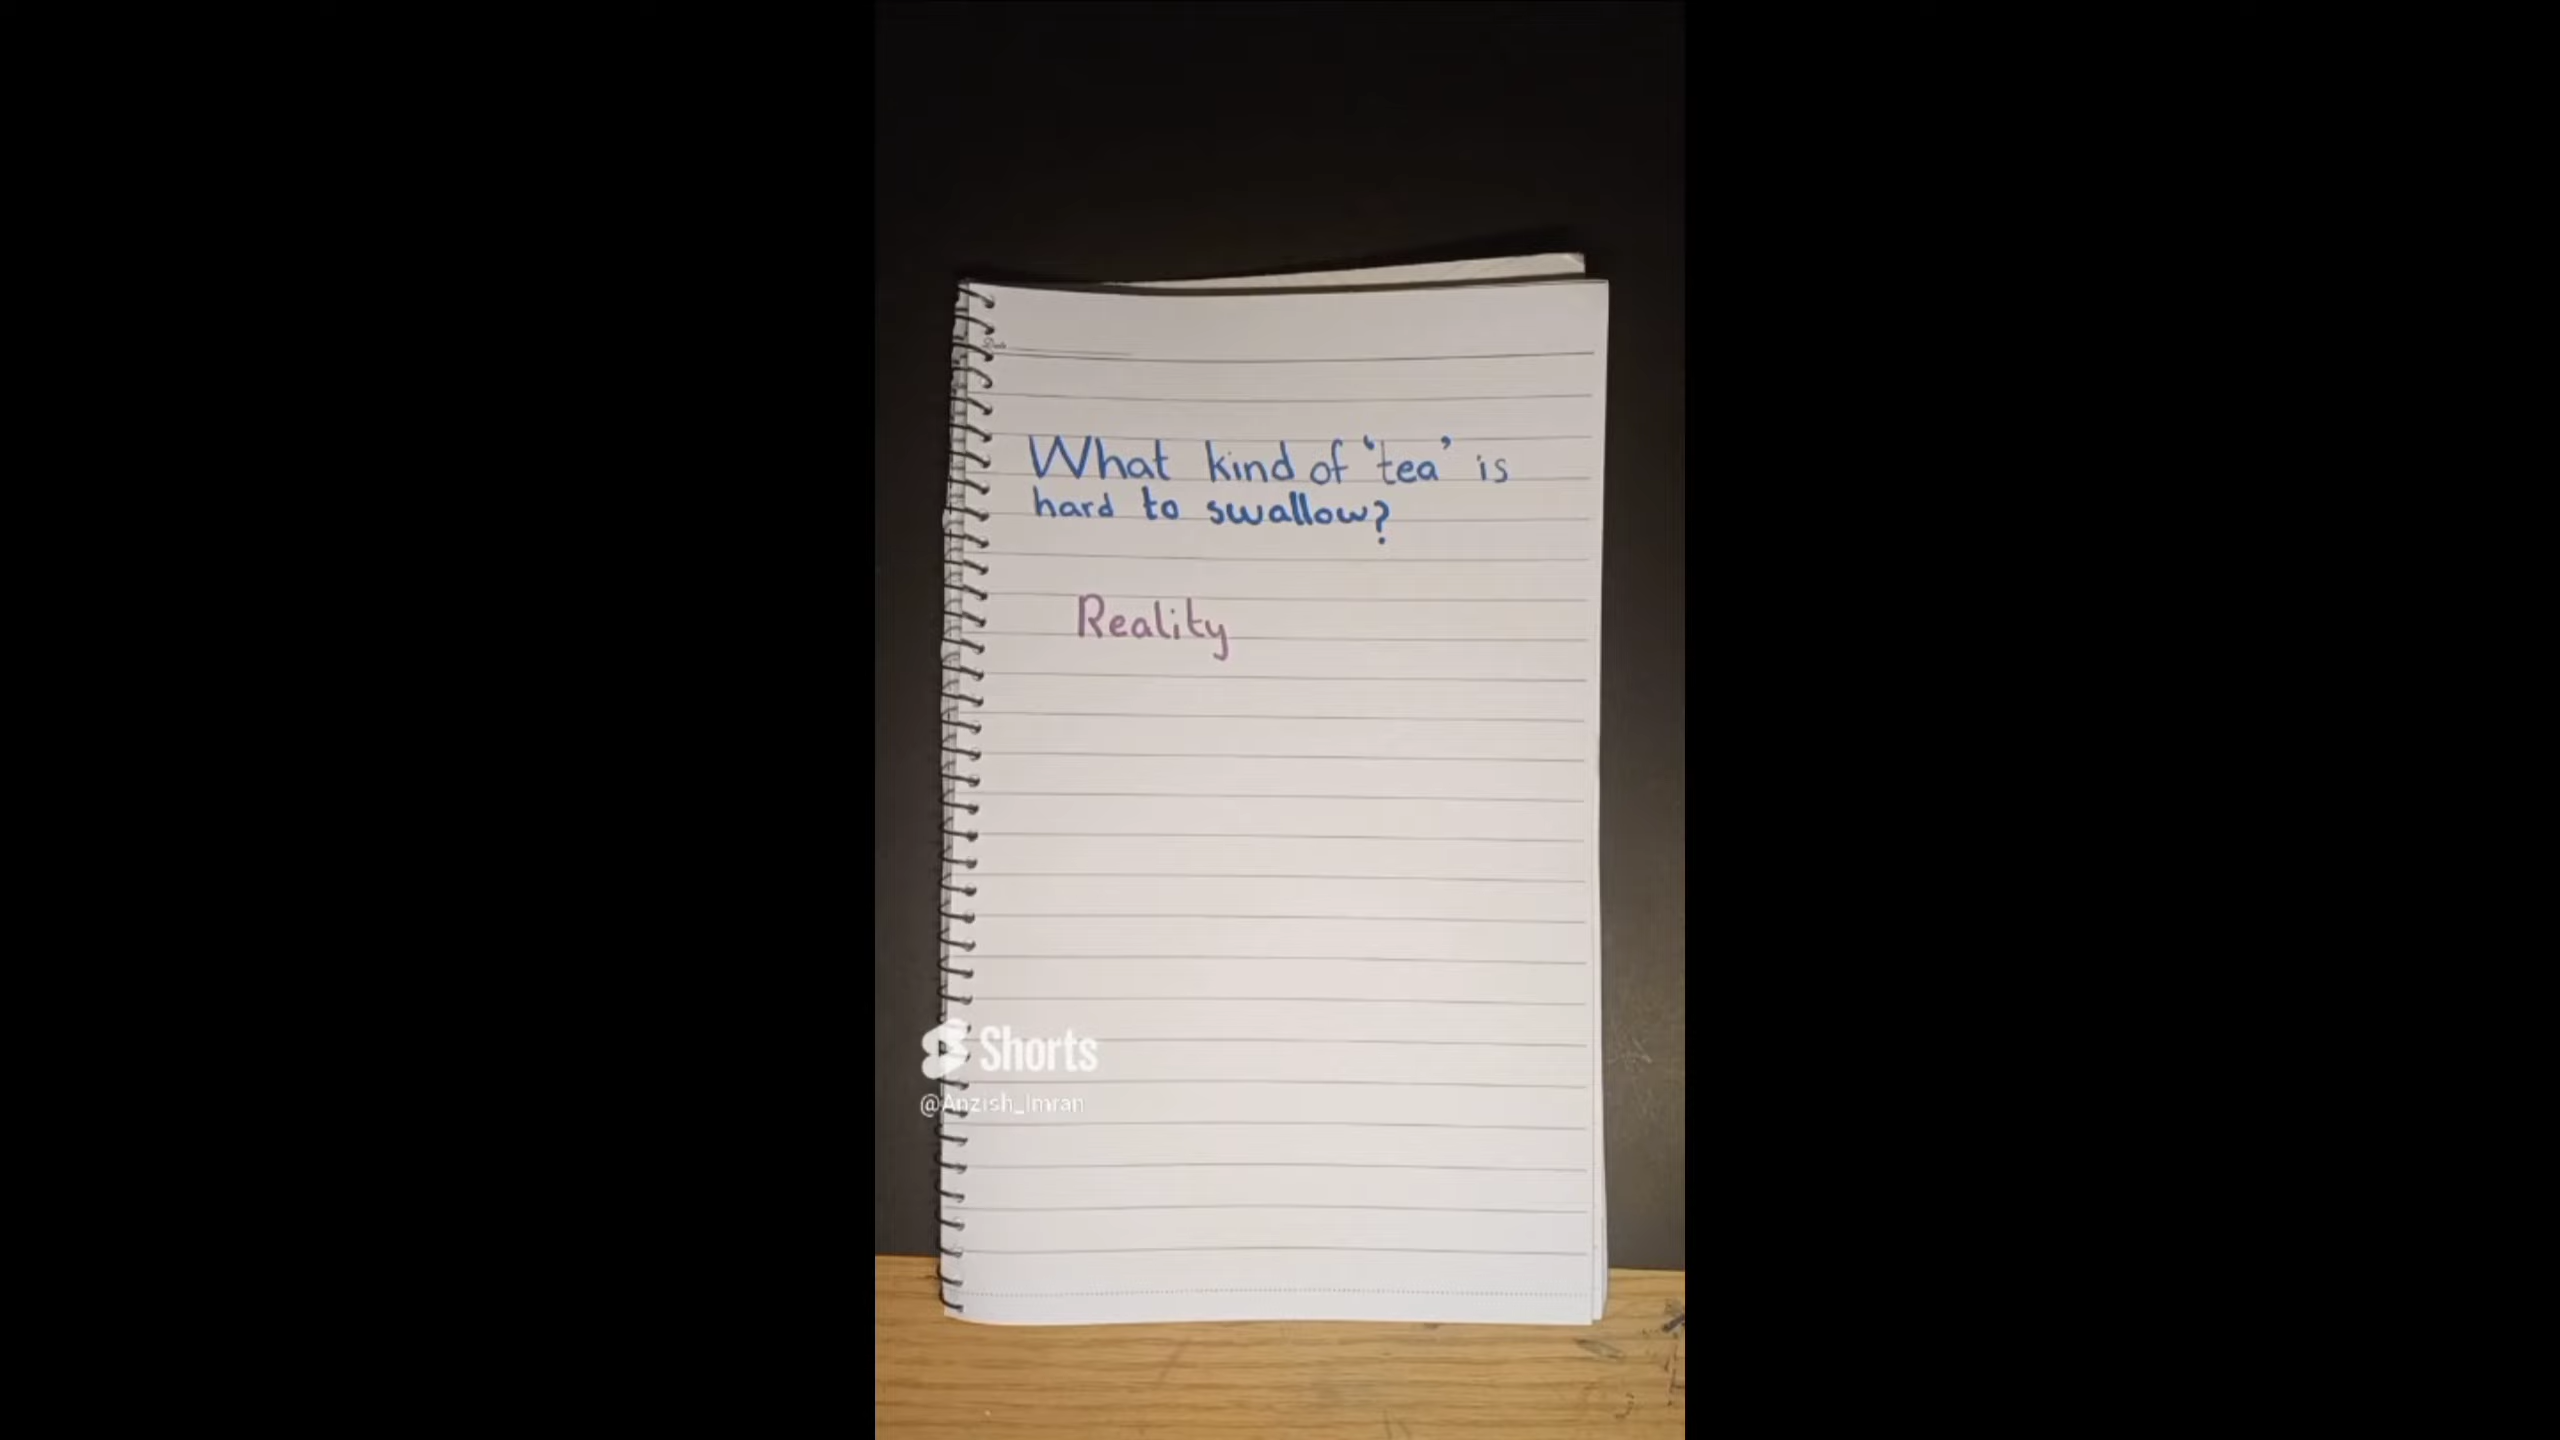 What kind of 'tea' is
hard to swallow?
Reality
Shorts
@Anzish_Imran